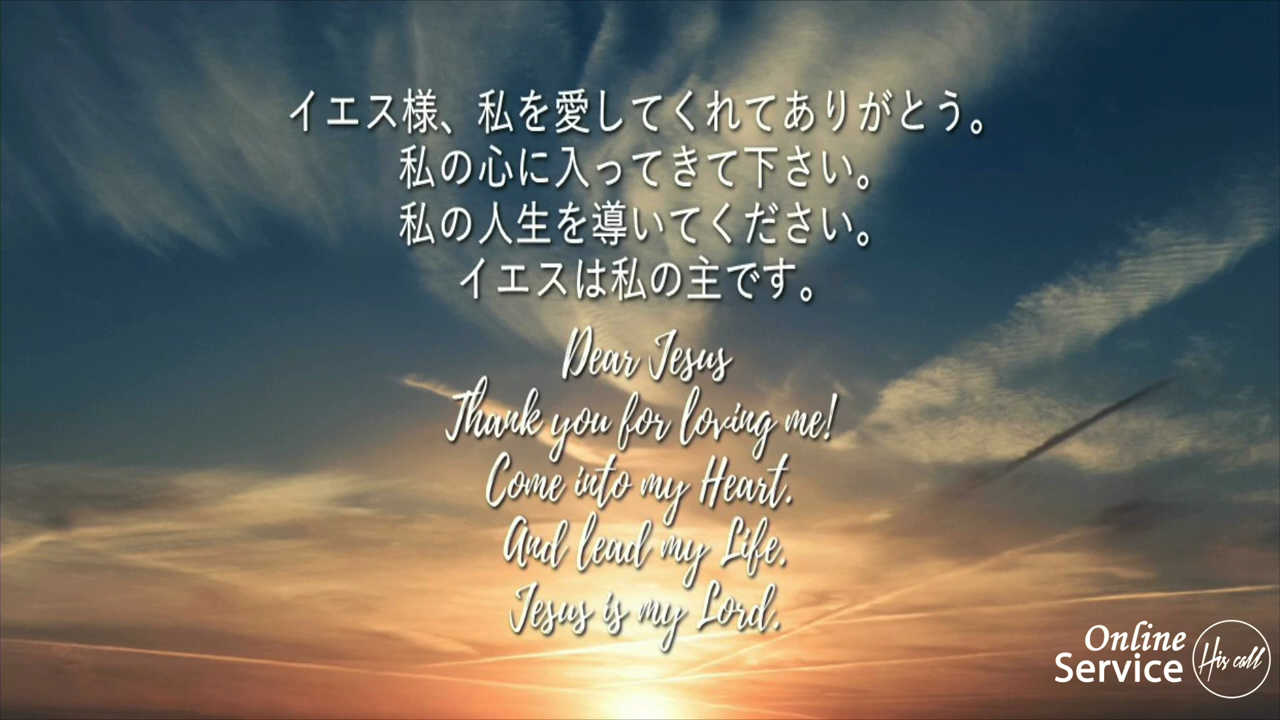 イエス様、私を愛してくれてありがとう。
私の心に入ってきて下さい。
私の人生を導いてください。
イエスは私の主です。
Dear Jesus
Thank you for loving me!
Come into my Heart.
And lead my Life.
Jesus is my Lord.
Online
Service
His call